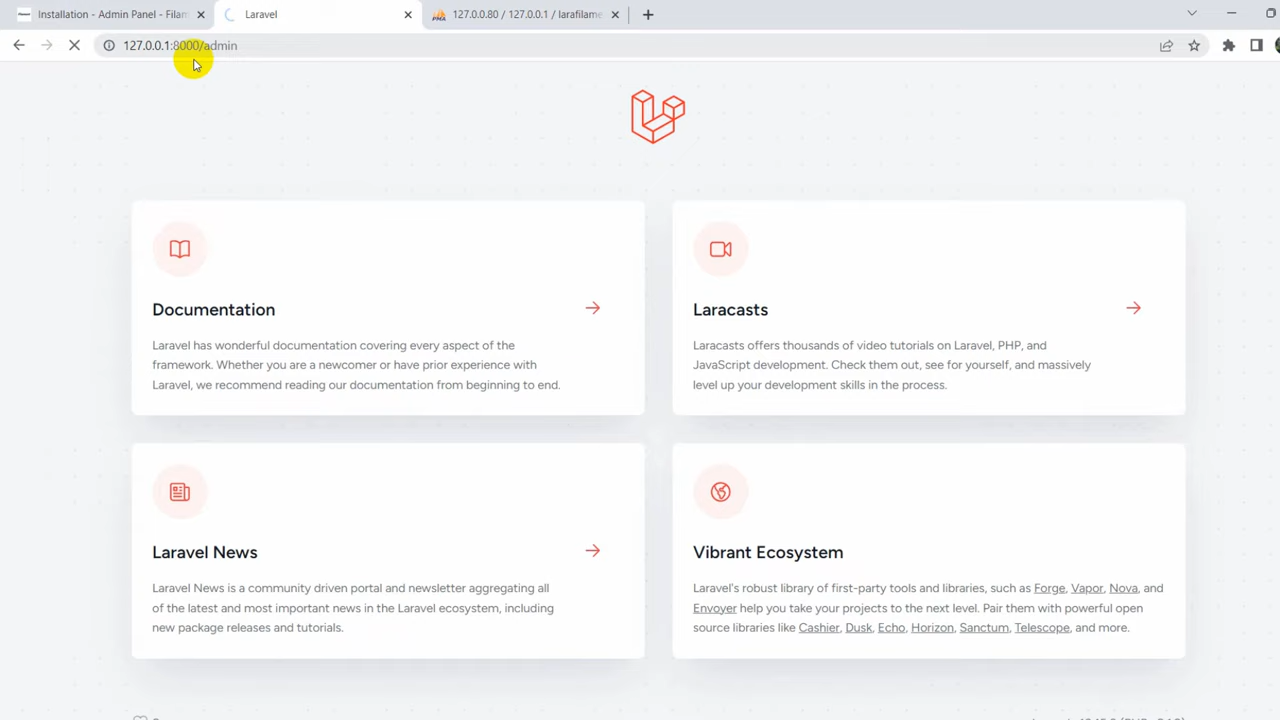 Installation - Admin Panel - Filam
Laravel
127.0.0.80 / 127.0.0.1 / larafilame
127.0.0.1:8000/admin
Documentation
Laravel has wonderful documentation covering every aspect of the
framework. Whether you are a newcomer or have prior experience with
Laravel, we recommend reading our documentation from beginning to end.
Laracasts
Laracasts offers thousands of video tutorials on Laravel, PHP, and
JavaScript development. Check them out, see for yourself, and massively
level up your development skills in the process.
Laravel News
Laravel News is a community driven portal and newsletter aggregating all
of the latest and most important news in the Laravel ecosystem, including
new package releases and tutorials.
Vibrant Ecosystem
Laravel's robust library of first-party tools and libraries, such as Forge, Vapor, Nova, and
Envoyer help you take your projects to the next level. Pair them with powerful open
source libraries like Cashier, Dusk, Echo, Horizon, Sanctum, Telescope, and more.